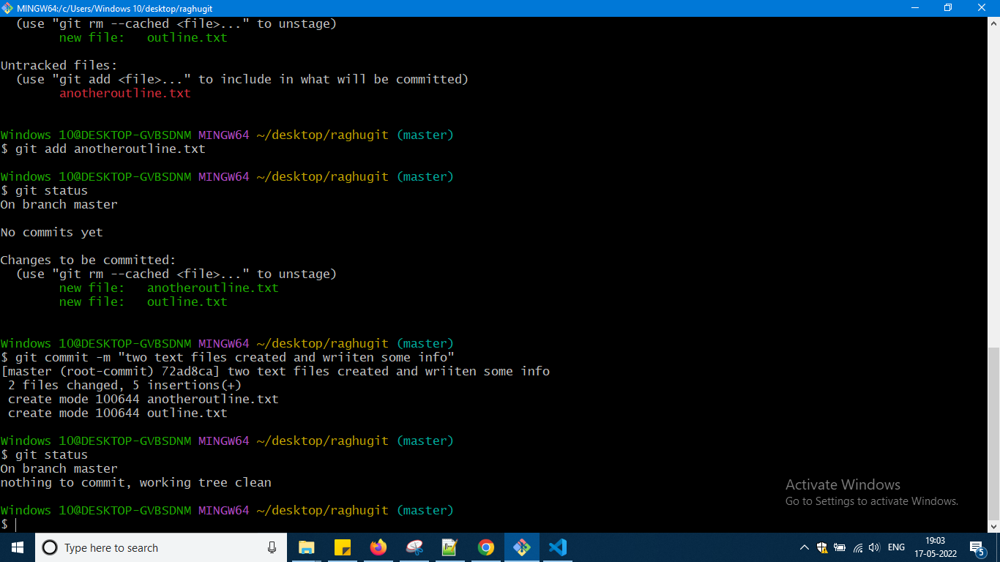 MINGW64:/c/Users/Windows 10/desktop/raghugit
(use "git rm --cached <file>..." to unstage)
new file:   outline.txt
Untracked files:
(use "git add <file>..." to include in what will be committed)
anotheroutline.txt
Windows 10@DESKTOP-GVBSDNM MINGW64 ~/desktop/raghugit (master)
$ git add anotheroutline.txt
Windows 10@DESKTOP-GVBSDNM MINGW64 ~/desktop/raghugit (master)
$ git status
On branch master
No commits yet
Changes to be committed:
(use "git rm --cached <file>..." to unstage)
new file:   anotheroutline.txt
new file:   outline.txt
Windows 10@DESKTOP-GVBSDNM MINGW64 ~/desktop/raghugit (master)
$ git commit -m "two text files created and wriiten some info"
[master (root-commit) 72ad8ca] two text files created and wriiten some info
2 files changed, 5 insertions(+)
create mode 100644 anotheroutline.txt
create mode 100644 outline.txt
Windows 10@DESKTOP-GVBSDNM MINGW64 ~/desktop/raghugit (master)
$ git status
On branch master
nothing to commit, working tree clean
Windows 10@DESKTOP-GVBSDNM MINGW64 ~/desktop/raghugit (master)
$
Activate Windows
Go to Settings to activate Windows.
Type here to search
ENG
19:03
17-05-2022
5